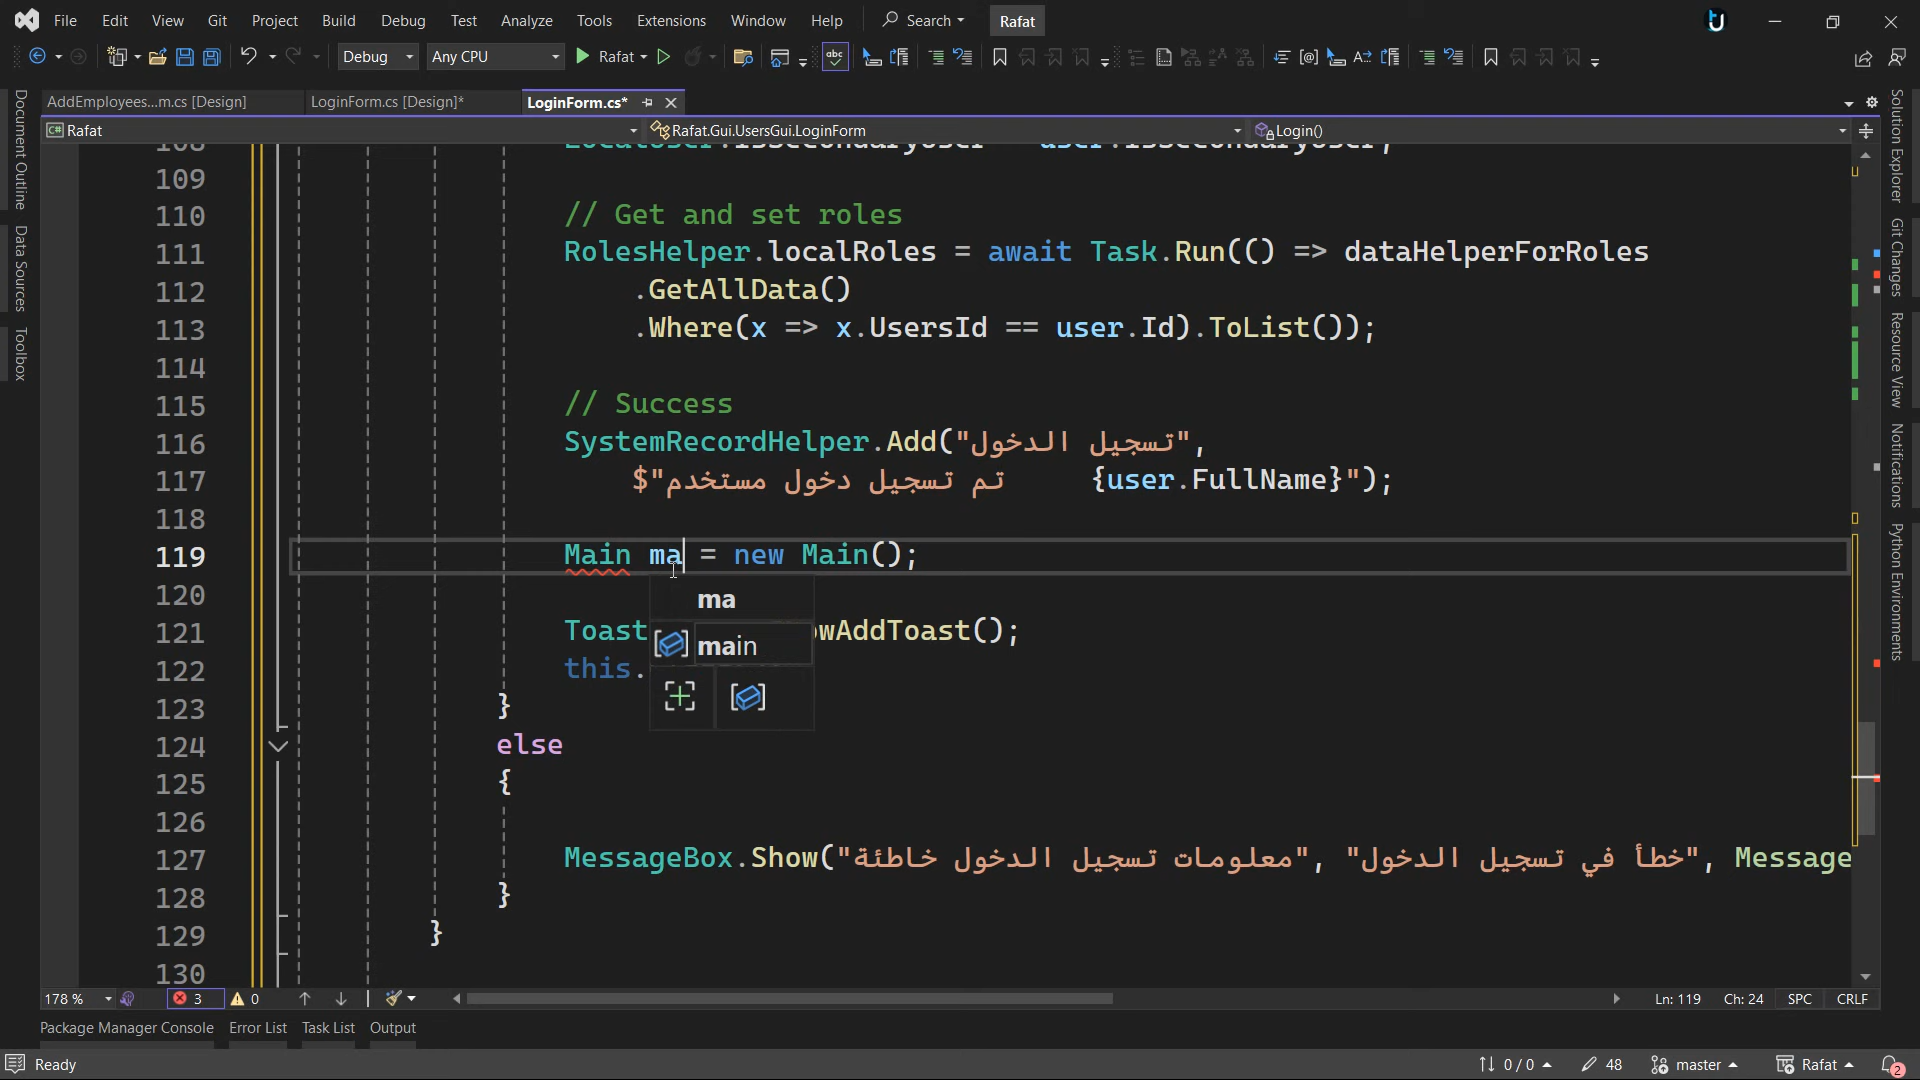 File Edit View Git Project Build Debug Test Analyze Tools Extensions Window Help Search Rafat
Debug Any CPU Rafat
AddEmployees...m.cs [Design] LoginForm.cs [Design]* LoginForm.cs*
Rafat Rafat.Gui.UsersGui.LoginForm Login()
109
110 // Get and set roles
111 RolesHelper.localRoles = await Task.Run(() => dataHelperForRoles
112 .GetAllData()
113 .Where(x => x.UsersId == user.Id).ToList());
114
115 // Success
116 SystemRecordHelper.Add("تسجيل الدخول",
117 $"تم تسجيل دخول مستخدم {user.FullName}");
118
119 Main ma = new Main();
120
ma
121 Toast owAddToast();
main
122 this.
123 }
124 else
125 {
126
127 MessageBox.Show("معلومات تسجيل الدخول خاطئة", "خطأ في تسجيل الدخول", Message
128 }
129 }
130
Document Outline
Data Sources
Toolbox
Solution Explorer
Git Changes
Resource View
Notifications
Python Environments
178 % 3 0 Ln: 119 Ch: 24 SPC CRLF
Package Manager Console Error List Task List Output
Ready 0 / 0 48 master Rafat 2